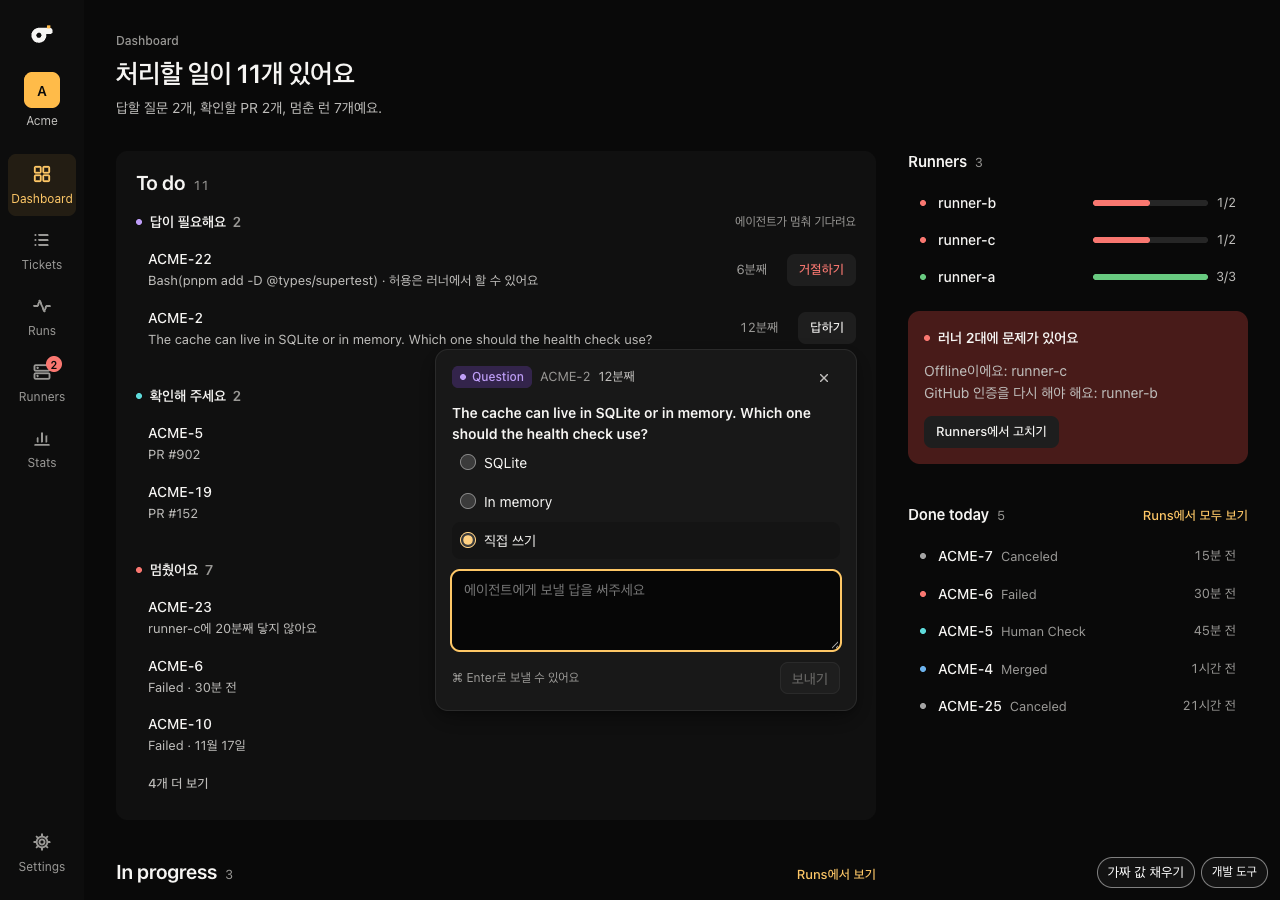 A
Acme
Dashboard
Tickets
Runs
2
Runners
Stats
Settings
Dashboard
처리할 일이 11개 있어요
답할 질문 2개, 확인할 PR 2개, 멈춘 런 7개예요.
To do 11
답이 필요해요 2
에이전트가 멈춰 기다려요
ACME-22
Bash(pnpm add -D @types/supertest) · 허용은 러너에서 할 수 있어요
6분째
거절하기
ACME-2
The cache can live in SQLite or in memory. Which one should the health check use?
12분째
답하기
확인해 주세요 2
ACME-5
PR #902
ACME-19
PR #152
멈췄어요 7
ACME-23
runner-c에 20분째 닿지 않아요
ACME-6
Failed · 30분 전
ACME-10
Failed · 11월 17일
4개 더 보기
Question ACME-2 12분째
The cache can live in SQLite or in memory. Which one
should the health check use?
SQLite
In memory
직접 쓰기
에이전트에게 보낼 답을 써주세요
⌘ Enter로 보낼 수 있어요
보내기
In progress 3
Runs에서 보기
Runners 3
runner-b 1/2
runner-c 1/2
runner-a 3/3
러너 2대에 문제가 있어요
Offline이에요: runner-c
GitHub 인증을 다시 해야 해요: runner-b
Runners에서 고치기
Done today 5
Runs에서 모두 보기
ACME-7 Canceled 15분 전
ACME-6 Failed 30분 전
ACME-5 Human Check 45분 전
ACME-4 Merged 1시간 전
ACME-25 Canceled 21시간 전
가짜 값 채우기
개발 도구